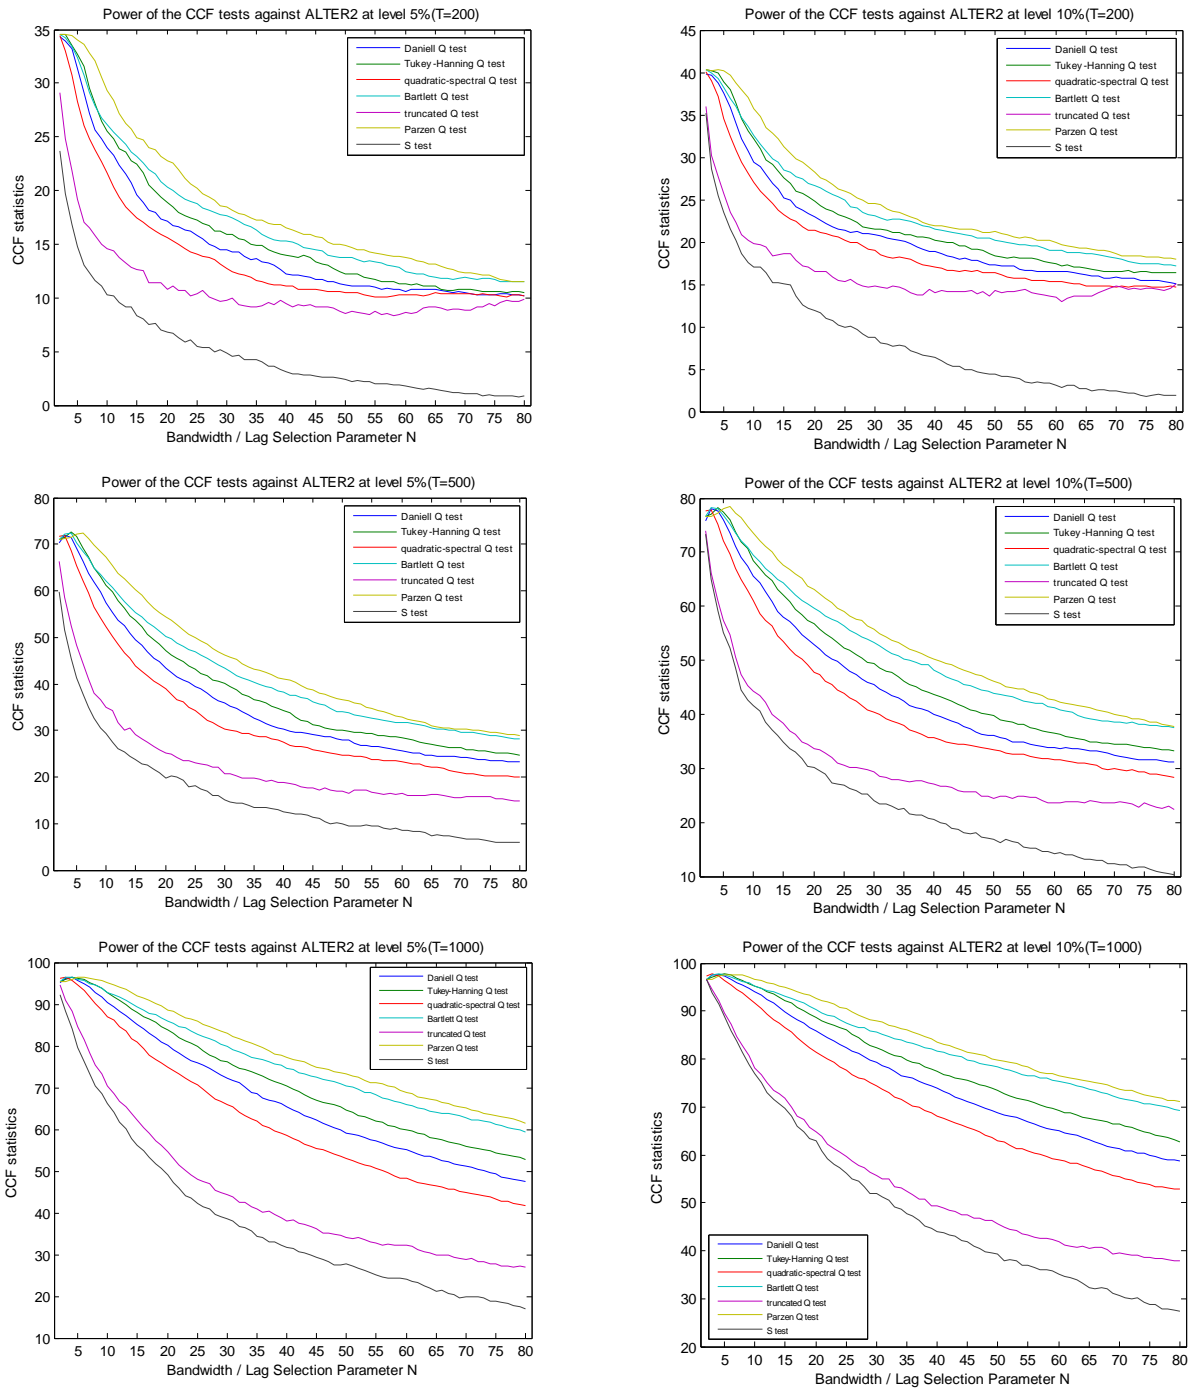 Power of the CCF tests against ALTER2 at level 5%(T=200)
CCF statistics
35
30
25
20
15
10
5
0
Daniell Q test
Tukey-Hanning Q test
quadratic-spectral Q test
Bartlett Q test
truncated Q test
Parzen Q test
S test
5 10 15 20 25 30 35 40 45 50 55 60 65 70 75 80
Bandwidth / Lag Selection Parameter N
Power of the CCF tests against ALTER2 at level 10%(T=200)
CCF statistics
45
40
35
30
25
20
15
10
5
0
Daniell Q test
Tukey-Hanning Q test
quadratic-spectral Q test
Bartlett Q test
truncated Q test
Parzen Q test
S test
5 10 15 20 25 30 35 40 45 50 55 60 65 70 75 80
Bandwidth / Lag Selection Parameter N
Power of the CCF tests against ALTER2 at level 5%(T=500)
CCF statistics
80
70
60
50
40
30
20
10
0
Daniell Q test
Tukey-Hanning Q test
quadratic-spectral Q test
Bartlett Q test
truncated Q test
Parzen Q test
S test
5 10 15 20 25 30 35 40 45 50 55 60 65 70 75 80
Bandwidth / Lag Selection Parameter N
Power of the CCF tests against ALTER2 at level 10%(T=500)
CCF statistics
80
70
60
50
40
30
20
10
Daniell Q test
Tukey-Hanning Q test
quadratic-spectral Q test
Bartlett Q test
truncated Q test
Parzen Q test
S test
5 10 15 20 25 30 35 40 45 50 55 60 65 70 75 80
Bandwidth / Lag Selection Parameter N
Power of the CCF tests against ALTER2 at level 5%(T=1000)
CCF statistics
100
90
80
70
60
50
40
30
20
10
Daniell Q test
Tukey-Hanning Q test
quadratic-spectral Q test
Bartlett Q test
truncated Q test
Parzen Q test
S test
5 10 15 20 25 30 35 40 45 50 55 60 65 70 75 80
Bandwidth / Lag Selection Parameter N
Power of the CCF tests against ALTER2 at level 10%(T=1000)
CCF statistics
100
90
80
70
60
50
40
30
20
Daniell Q test
Tukey-Hanning Q test
quadratic-spectral Q test
Bartlett Q test
truncated Q test
Parzen Q test
S test
5 10 15 20 25 30 35 40 45 50 55 60 65 70 75 80
Bandwidth / Lag Selection Parameter N